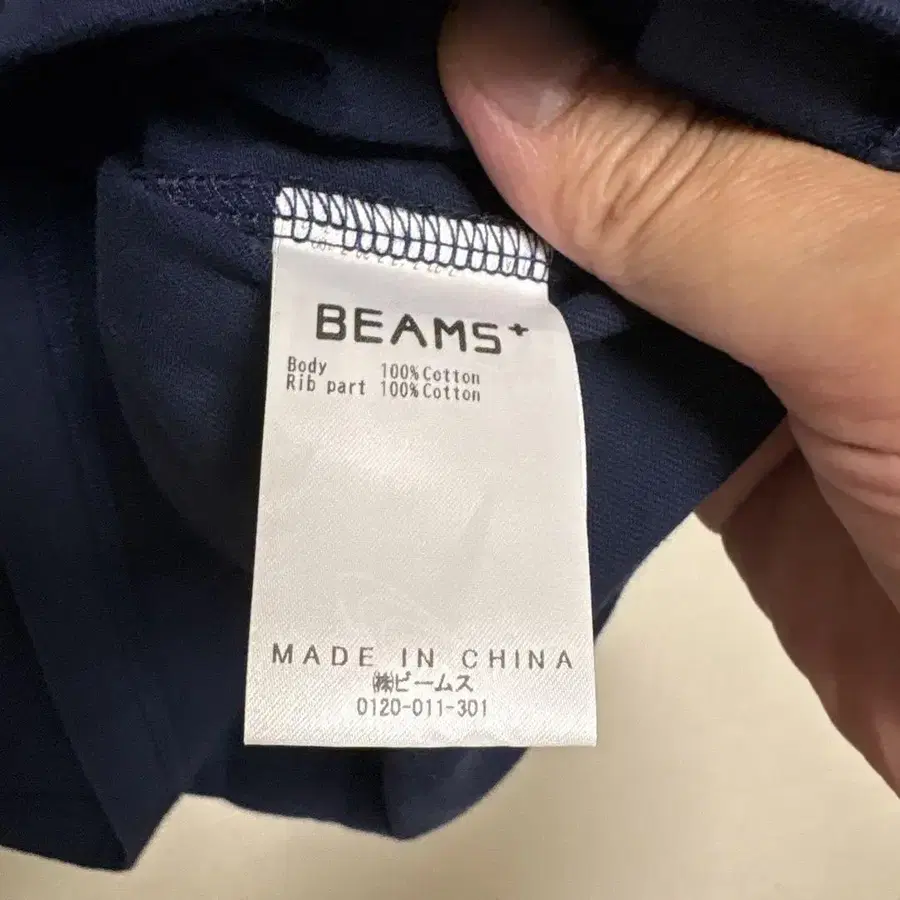 BEAMS+
Body 100%Cotton
Rib part 100%Cotton
MADE IN CHINA
㈱ビームス
0120-011-301